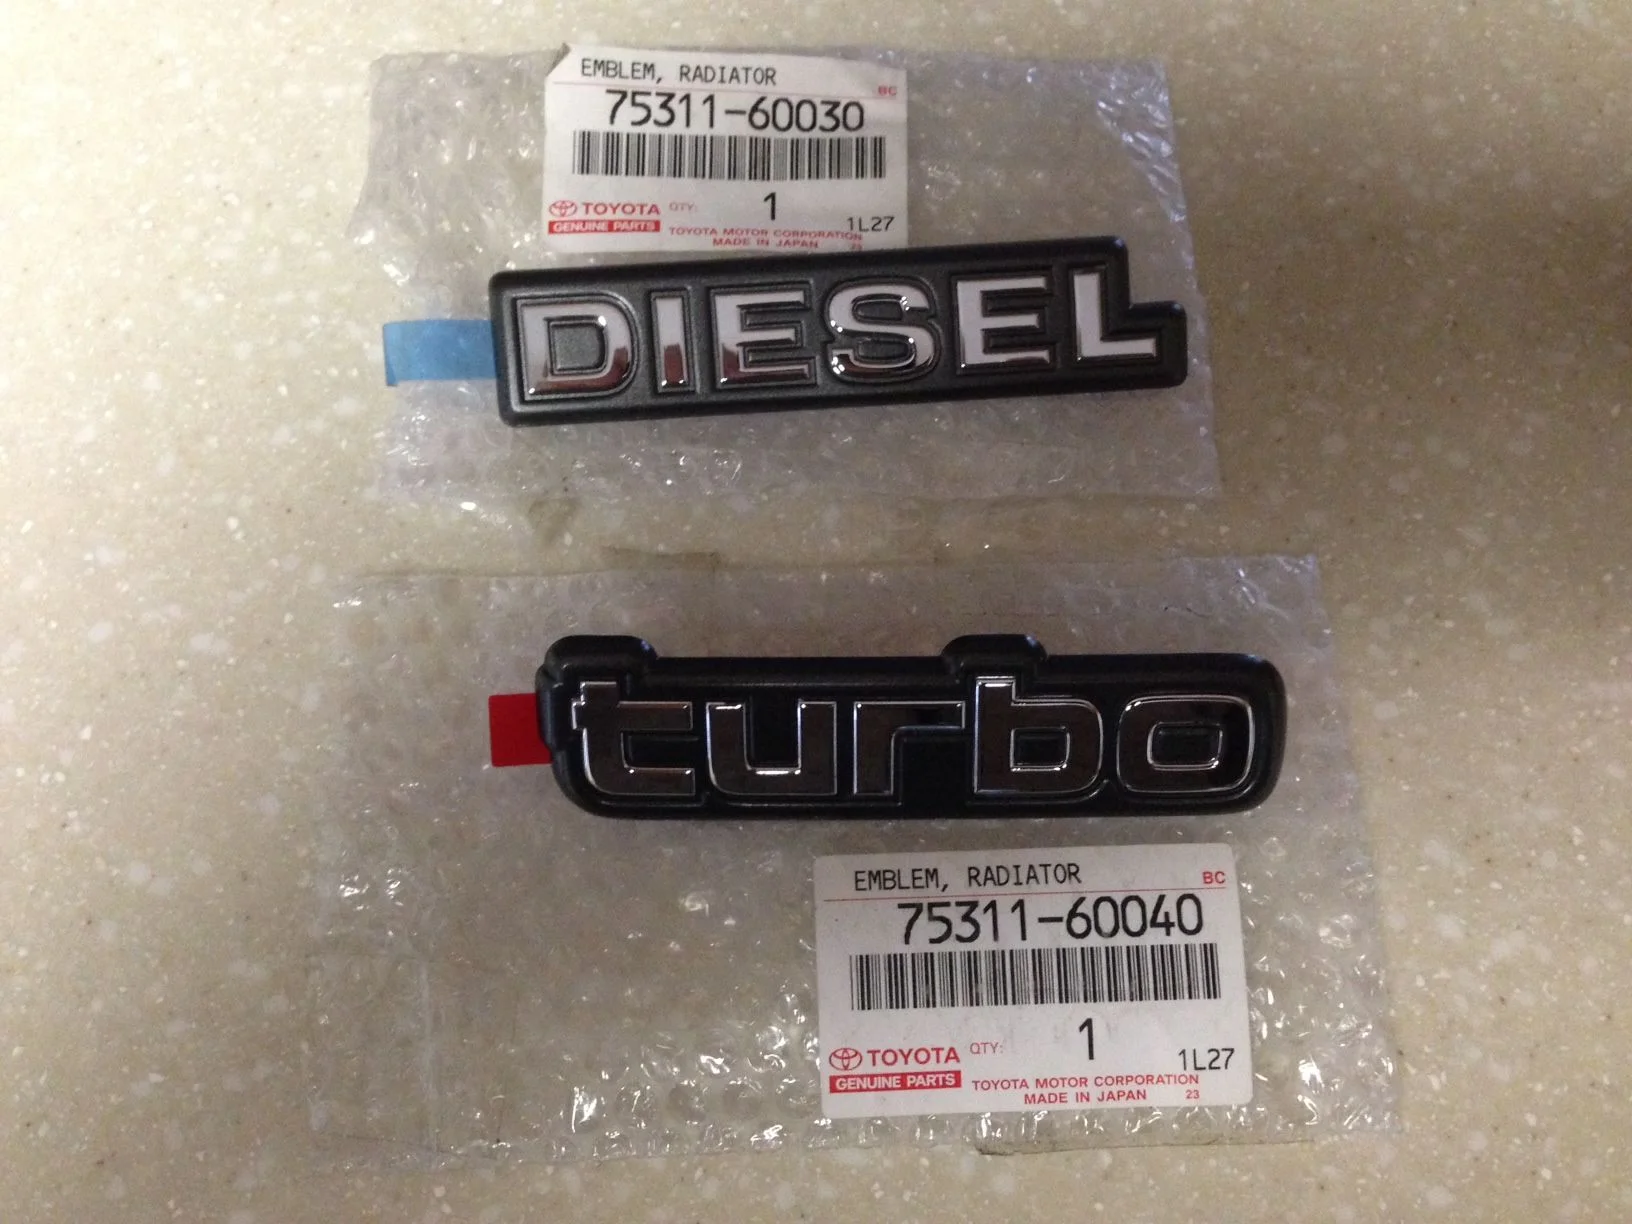 EMBLEM, RADIATOR
BC
75311-60030
TOYOTA QTY: 1
GENUINE PARTS
1L27
TOYOTA MOTOR CORPORATION
MADE IN JAPAN 23
DIESEL
turbo
EMBLEM, RADIATOR
BC
75311-60040
TOYOTA QTY: 1
1L27
GENUINE PARTS
TOYOTA MOTOR CORPORATION
MADE IN JAPAN 23